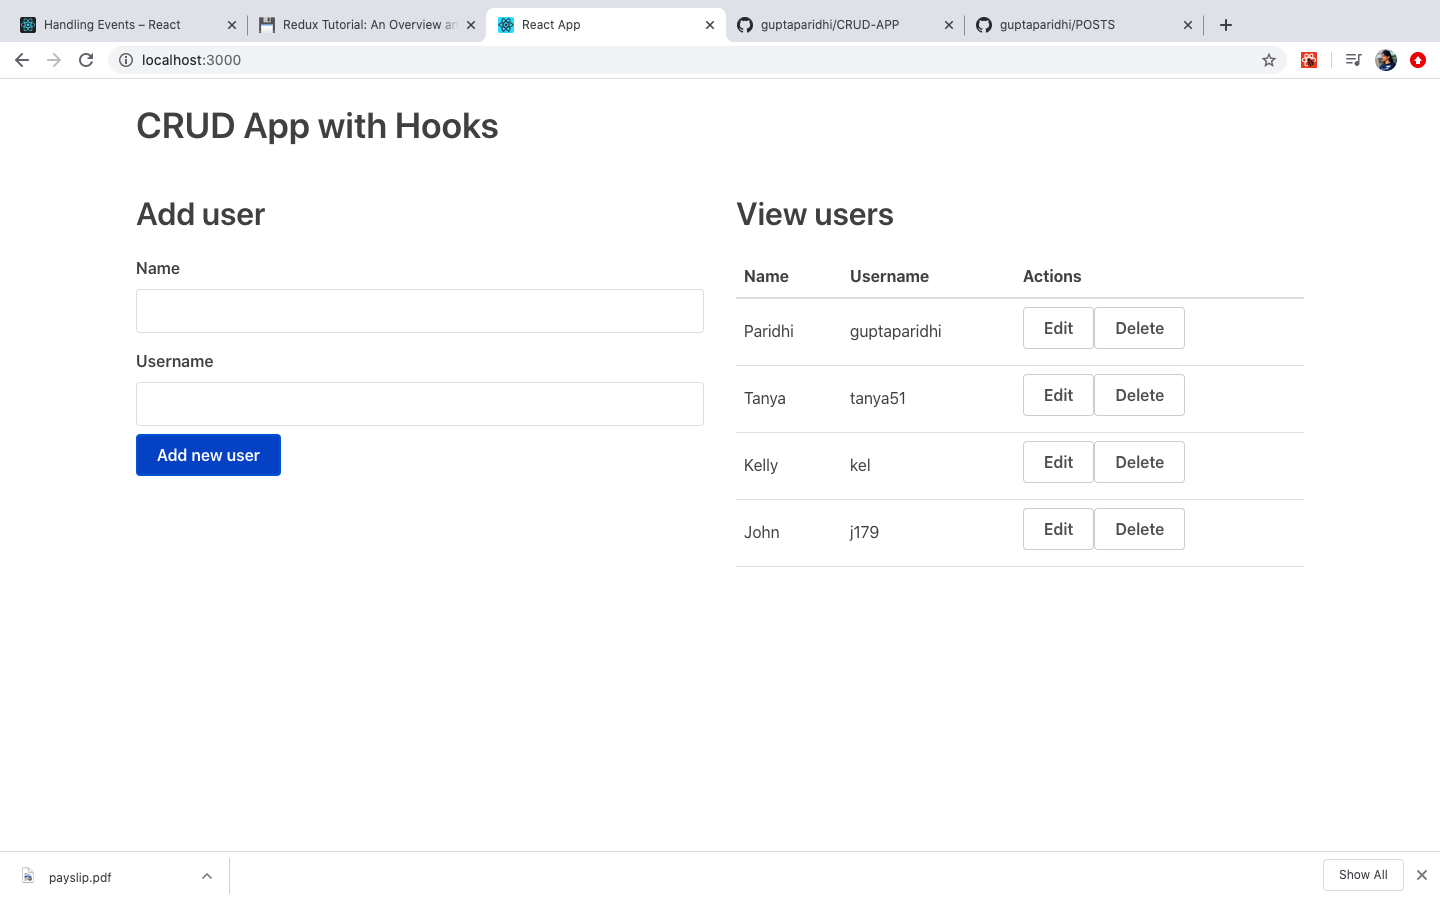 Handling Events – React
Redux Tutorial: An Overview an
React App
guptaparidhi/CRUD-APP
guptaparidhi/POSTS
localhost:3000
CRUD App with Hooks
Add user
Name
Username
Add new user
View users
Name Username Actions
Paridhi guptaparidhi Edit Delete
Tanya tanya51 Edit Delete
Kelly kel Edit Delete
John j179 Edit Delete
payslip.pdf
Show All